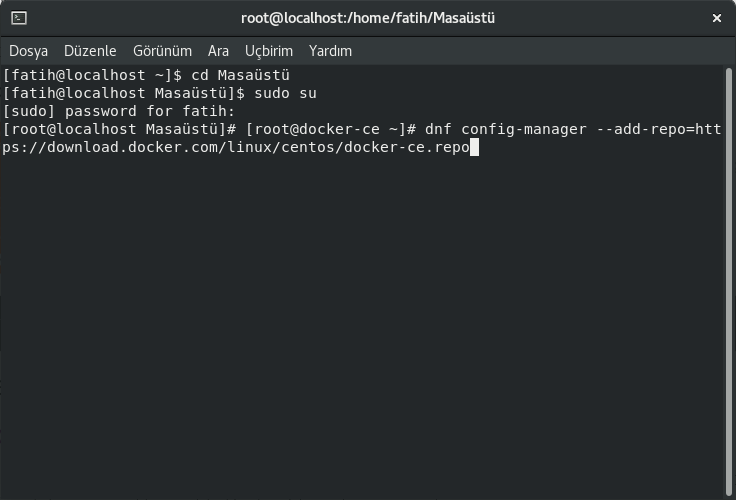 root@localhost:/home/fatih/Masaüstü
Dosya Düzenle Görünüm Ara Uçbirim Yardım
[fatih@localhost ~]$ cd Masaüstü
[fatih@localhost Masaüstü]$ sudo su
[sudo] password for fatih:
[root@localhost Masaüstü]# [root@docker-ce ~]# dnf config-manager --add-repo=htt
ps://download.docker.com/linux/centos/docker-ce.repo